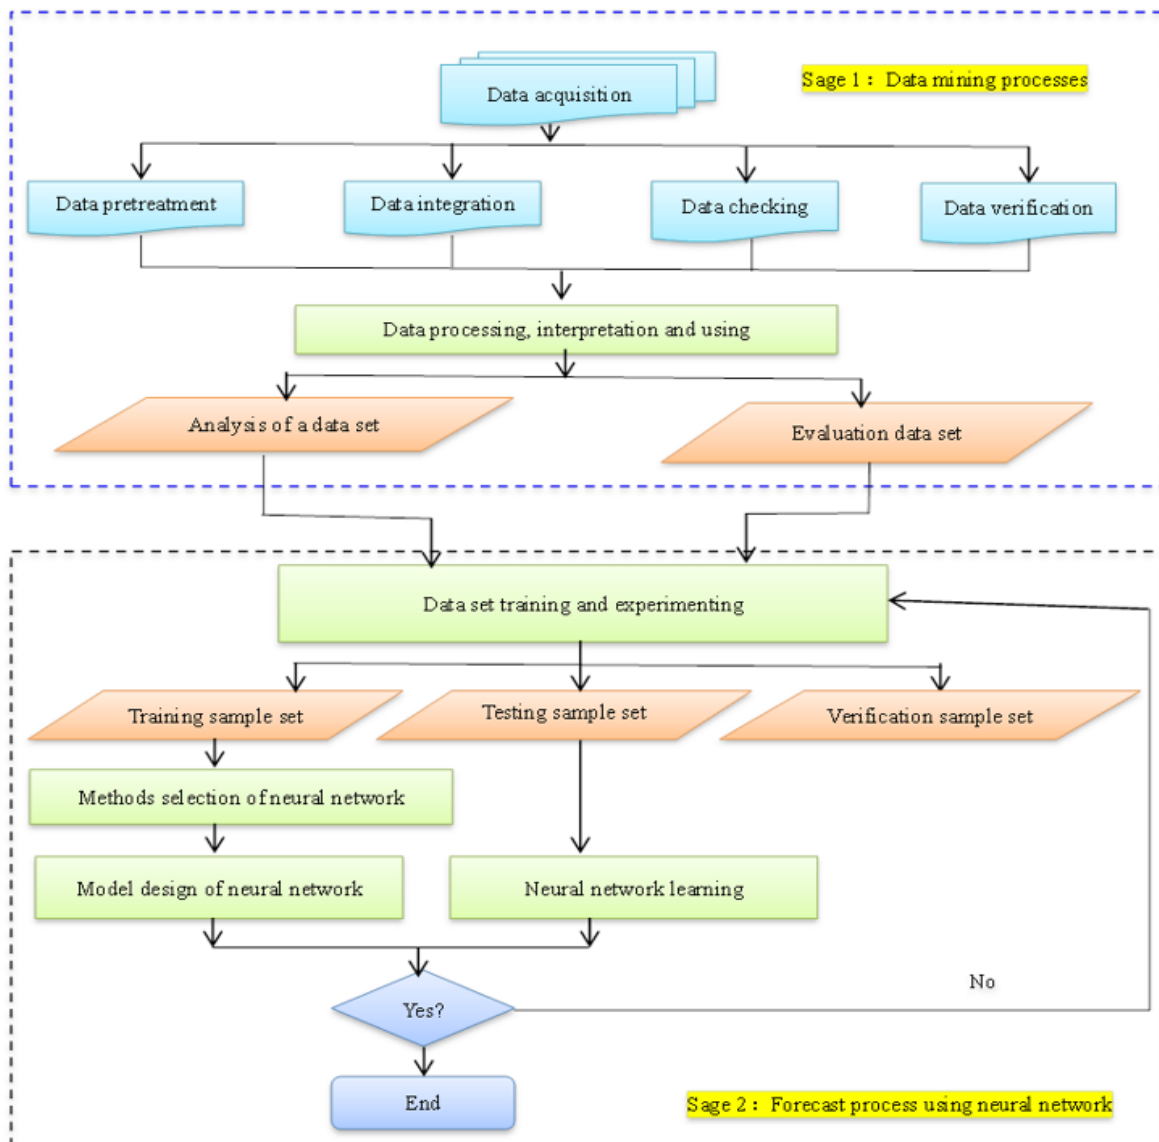 Data acquisition
Sage 1 : Data mining processes
Data pretreatment
Data integration
Data checking
Data verification
Data processing, interpretation and using
Analysis of a data set
Evaluation data set
Data set training and experimenting
Training sample set
Testing sample set
Verification sample set
Methods selection of neural network
Model design of neural network
Neural network learning
No
Yes?
End
Sage 2 : Forecast process using neural network